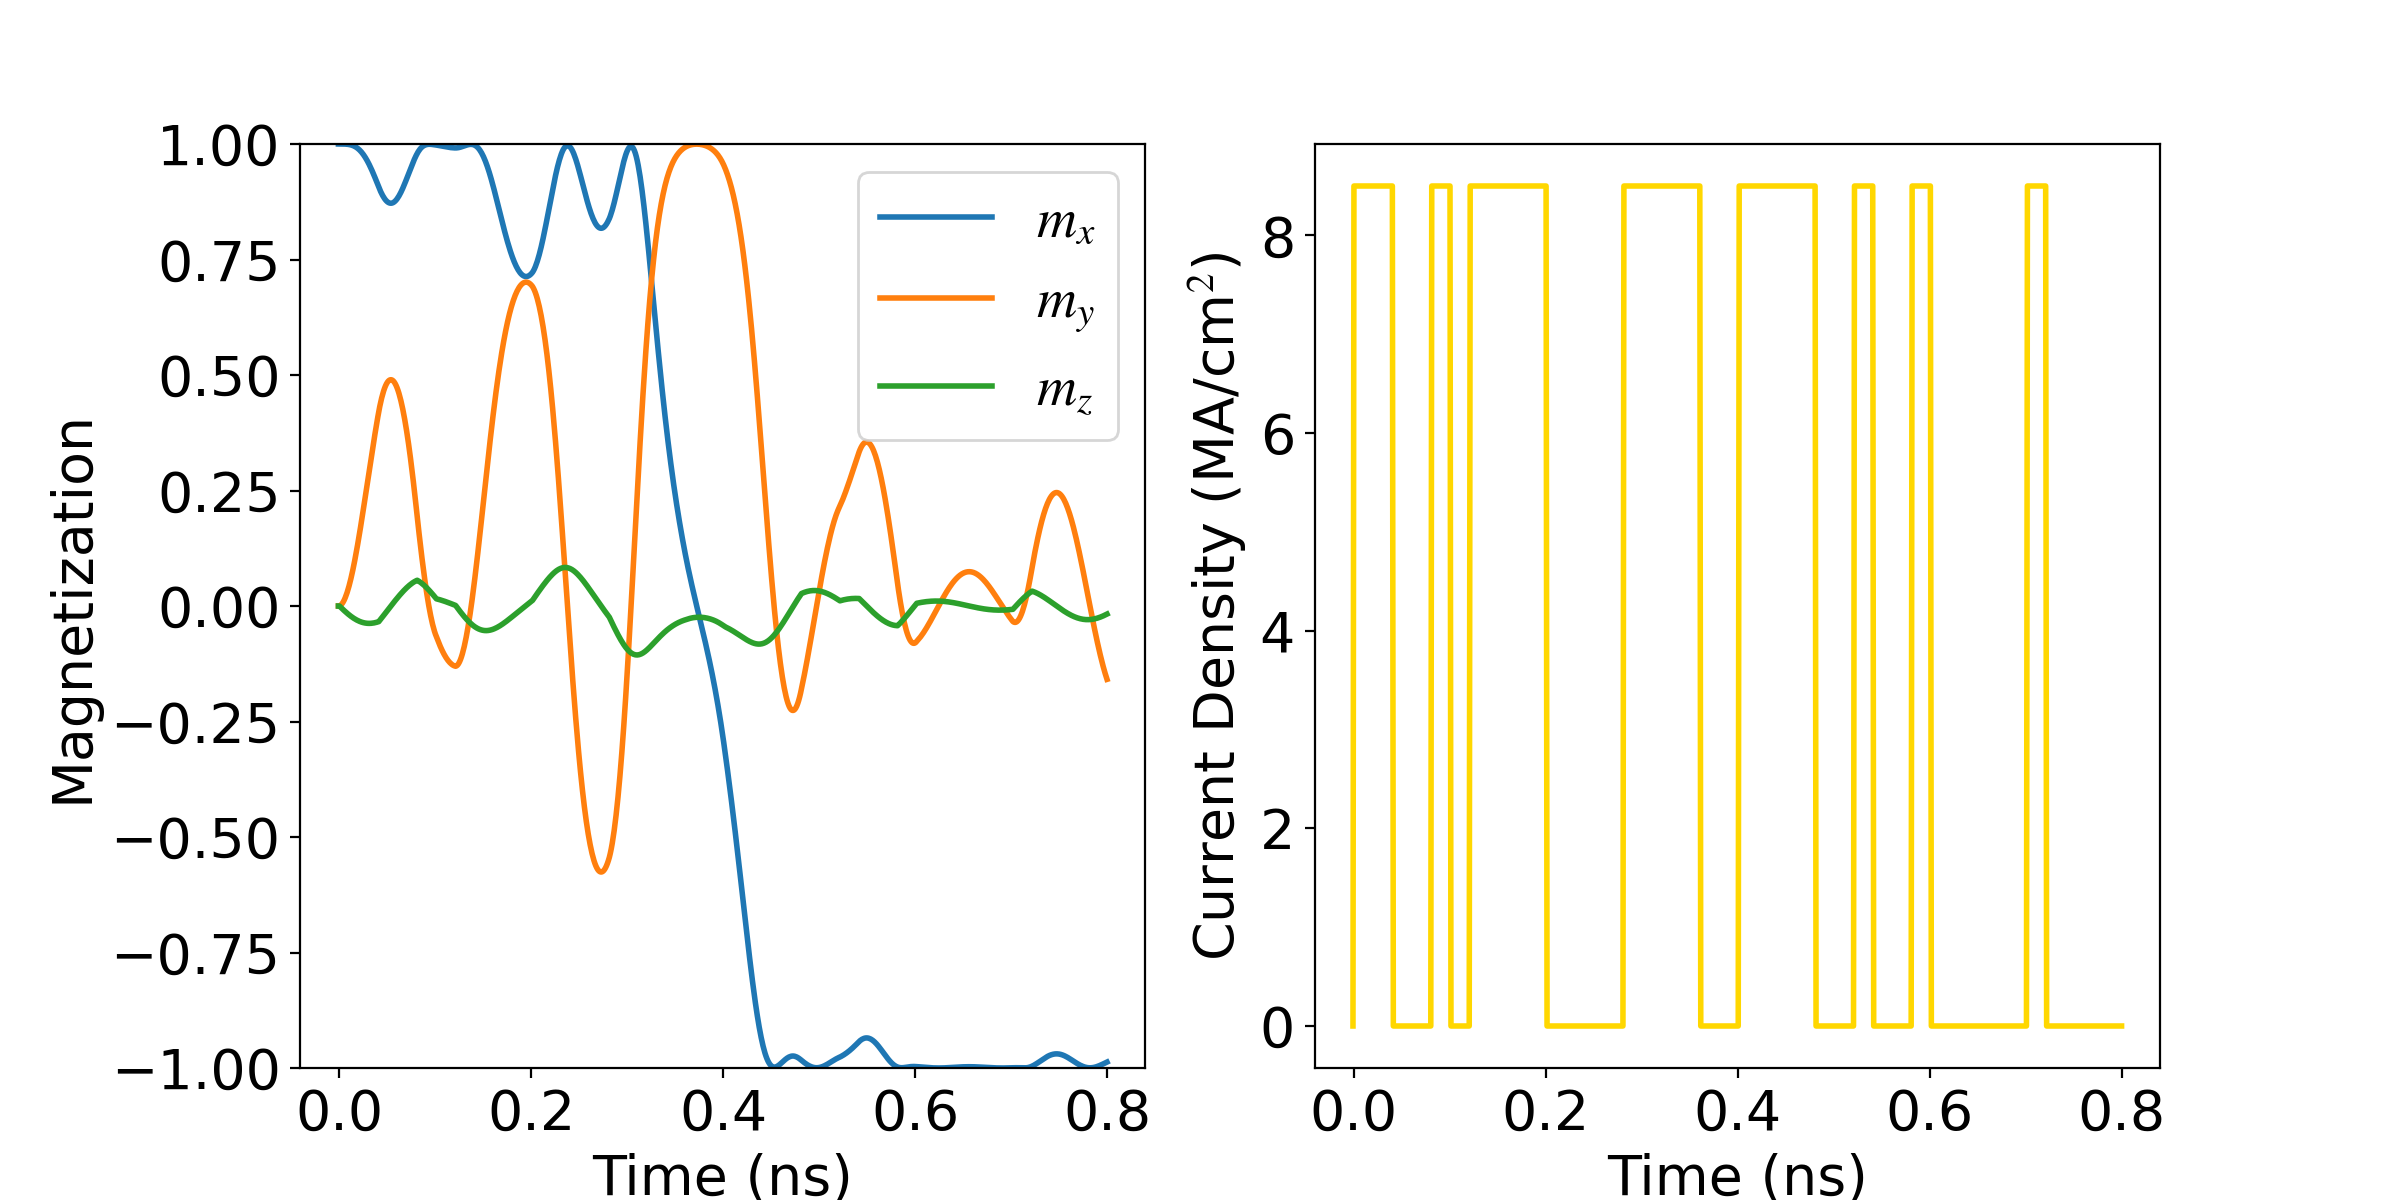 1.00
0.75
0.50
0.25
0.00
−0.25
−0.50
−0.75
−1.00
Magnetization
0.0 0.2 0.4 0.6 0.8
Time (ns)
m_x
m_y
m_z
8
6
4
2
0
Current Density (MA/cm²)
0.0 0.2 0.4 0.6 0.8
Time (ns)